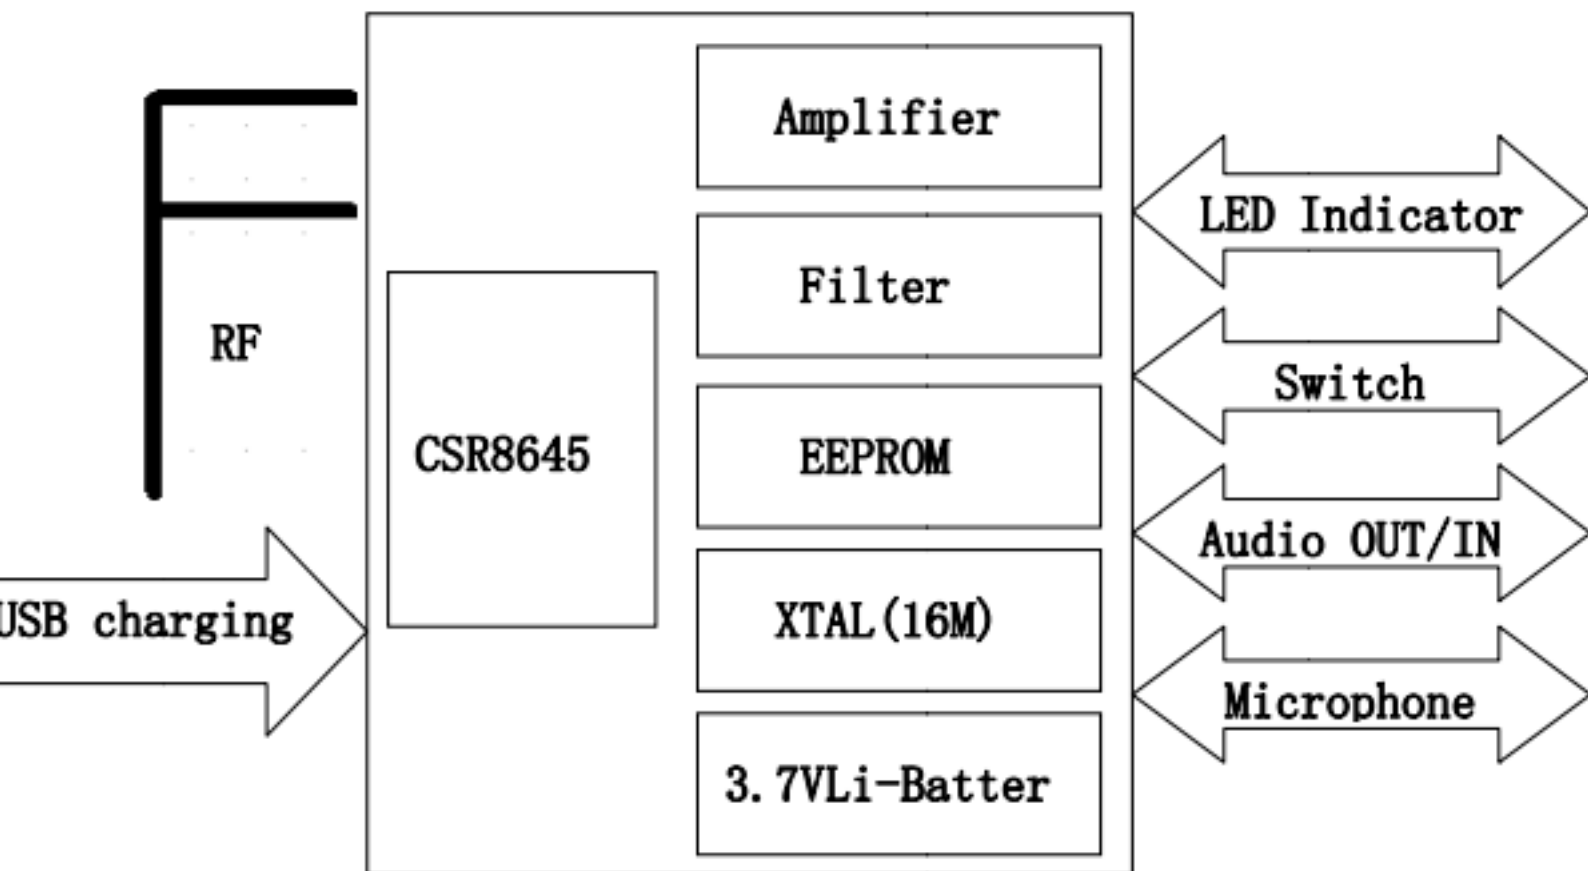 Amplifier
LED Indicator
Filter
RF
Switch
CSR8645
EEPROM
Audio OUT/IN
USB charging
XTAL(16M)
Microphone
3.7VLi-Batter